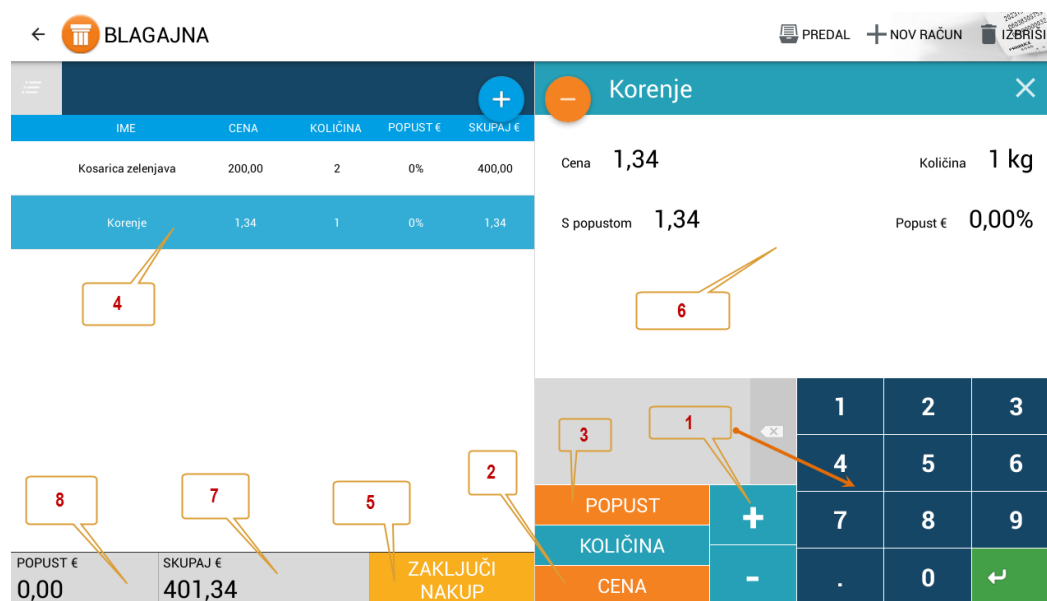 BLAGAJNA
PREDAL
NOV RAČUN
IZBRIŠI
Korenje
IME CENA KOLIČINA POPUST € SKUPAJ €
Kosarica zelenjava 200,00 2 0% 400,00
Korenje 1,34 1 0% 1,34
Cena 1,34 Količina 1 kg
S popustom 1,34 Popust € 0,00%
4
6
1 2 3
4 5 6
7 8 9
. 0
3
1
2
POPUST
KOLIČINA
CENA
+
-
8
7
5
POPUST €
0,00
SKUPAJ €
401,34
ZAKLJUČI
NAKUP